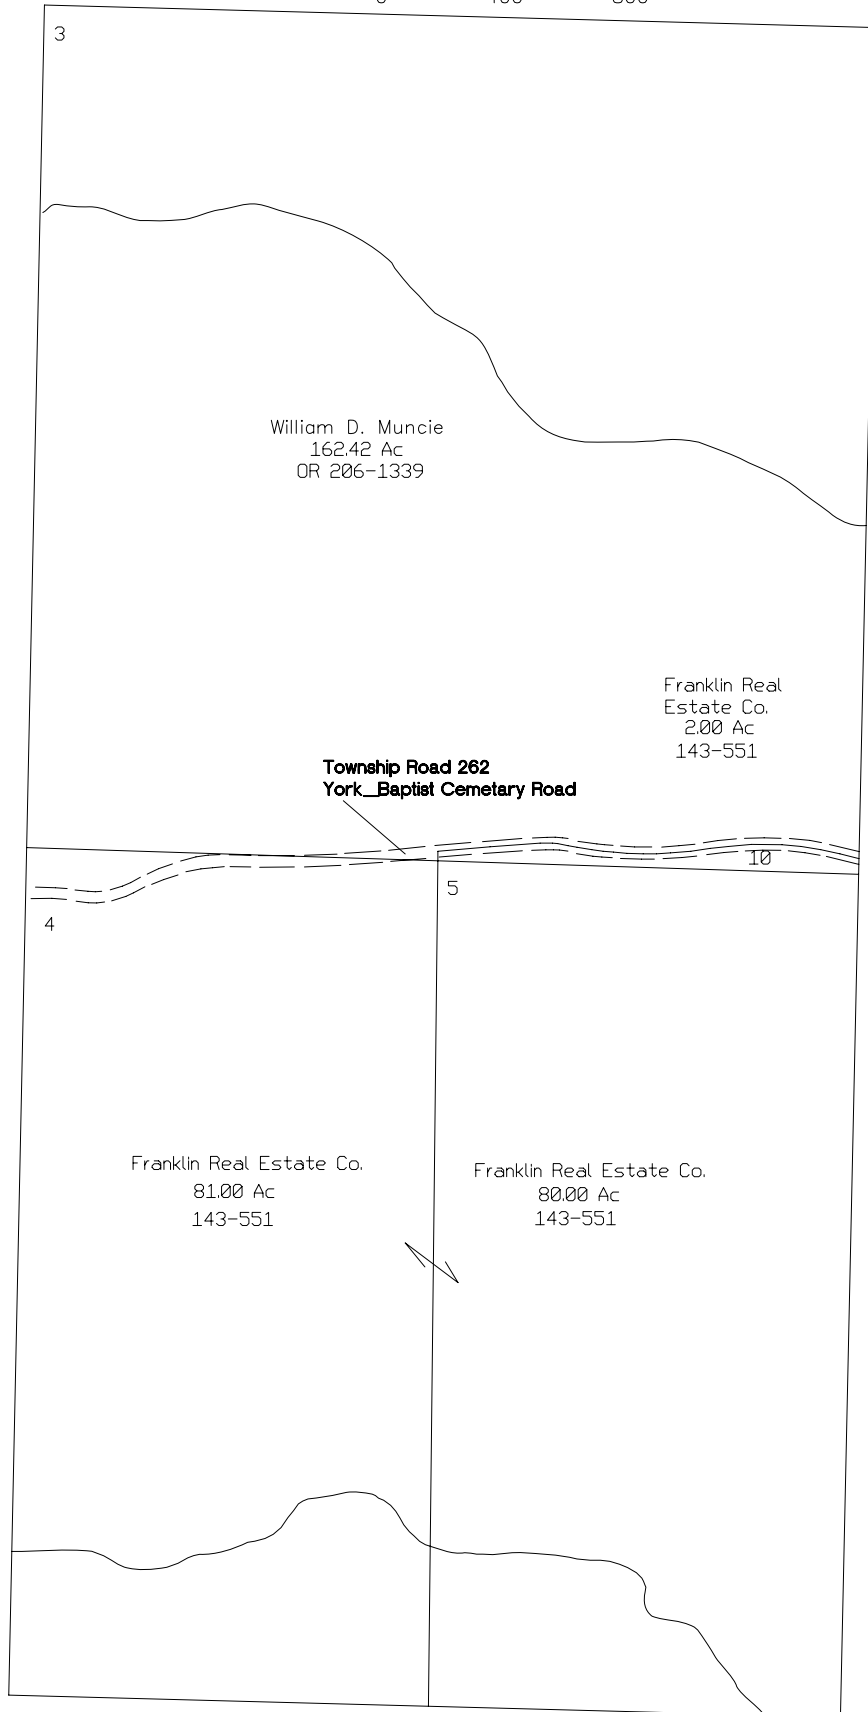 3
William D. Muncie
162.42 Ac
OR 206-1339
Franklin Real
Estate Co.
2.00 Ac
143-551
Township Road 262
York_Baptist Cemetary Road
10
5
4
Franklin Real Estate Co.
81.00 Ac
143-551
Franklin Real Estate Co.
80.00 Ac
143-551